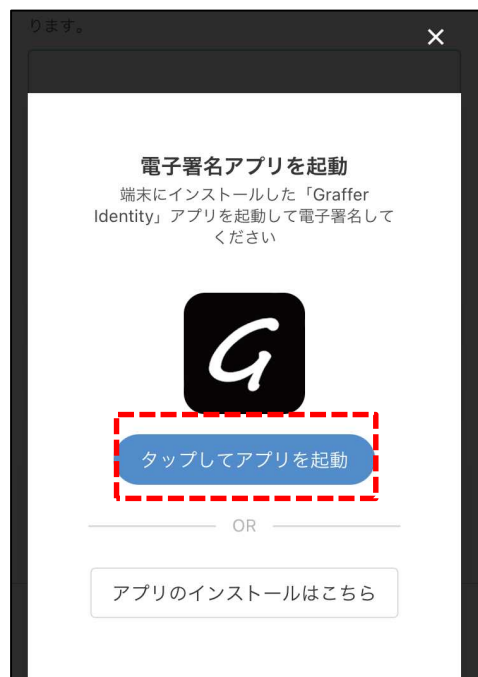 ります。
×
電子署名アプリを起動
端末にインストールした「Graffer
Identity」アプリを起動して電子署名して
ください
G
タップしてアプリを起動
OR
アプリのインストールはこちら